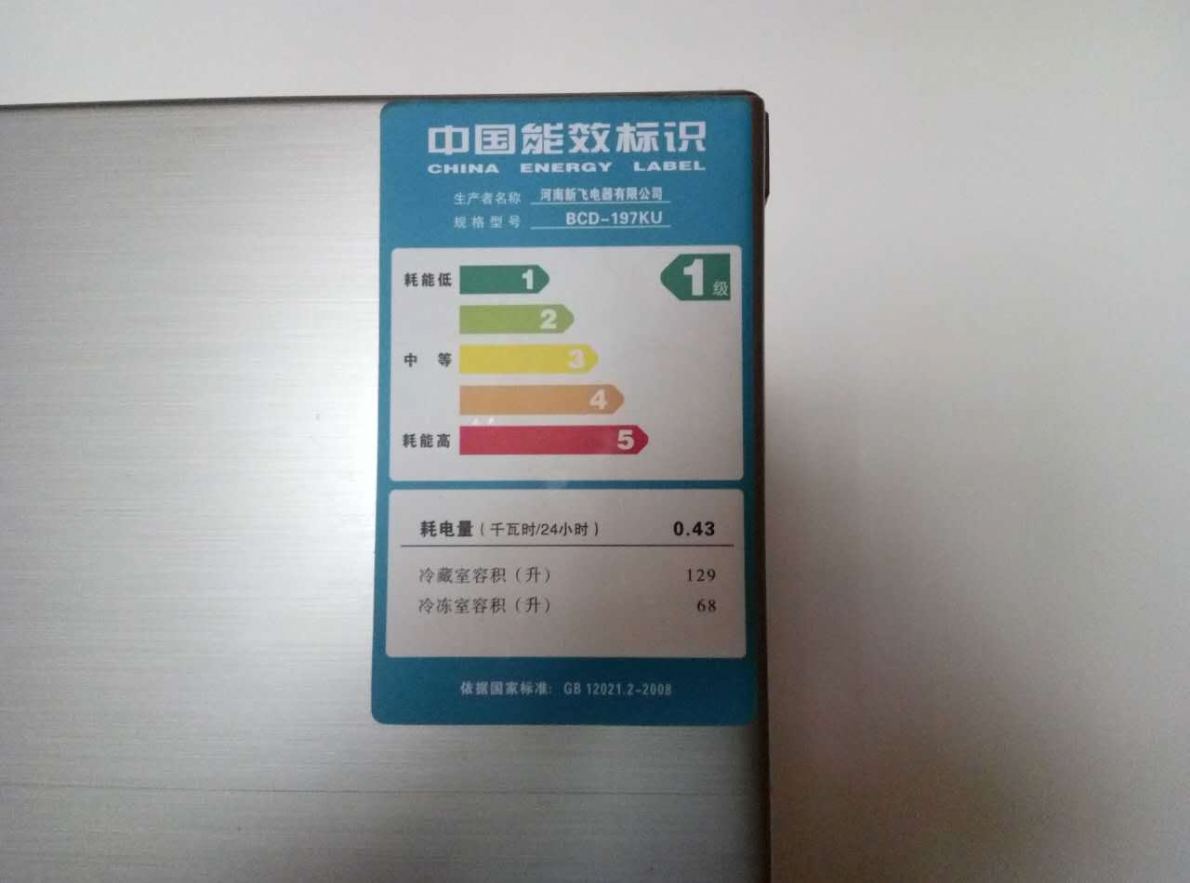 中国能效标识
CHINA ENERGY LABEL
生产者名称 河南新飞电器有限公司
规格型号 BCD-197KU
耗能低 1 1级
2
中 等 3
4
耗能高 5
耗电量（千瓦时/24小时） 0.43
冷藏室容积（升） 129
冷冻室容积（升） 68
依据国家标准: GB 12021.2-2008